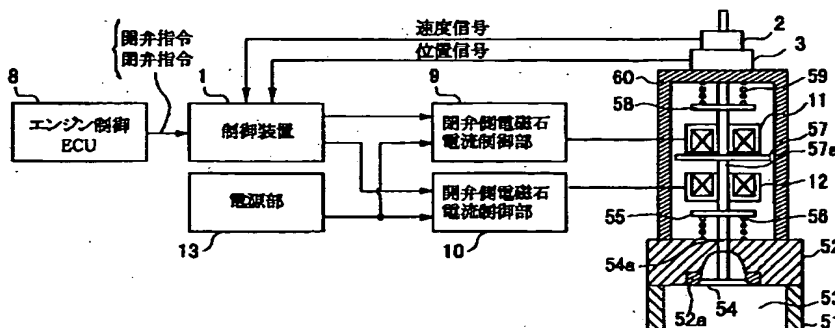 速度信号
位置信号
開弁指令
閉弁指令
2
3
8
1
9
60
59
58
11
57
57a
12
エンジン制御
ECU
制御装置
閉弁側電磁石
電流制御部
電源部
開弁側電磁石
電流制御部
13
10
55
56
54a
52
52a
54
53
51